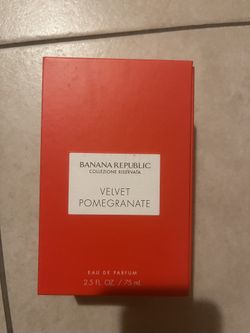 BANANA REPUBLIC
COLLEZIONE RISERVATA
VELVET
POMEGRANATE
EAU DE PARFUM
2.5 FL. OZ. / 75 mL